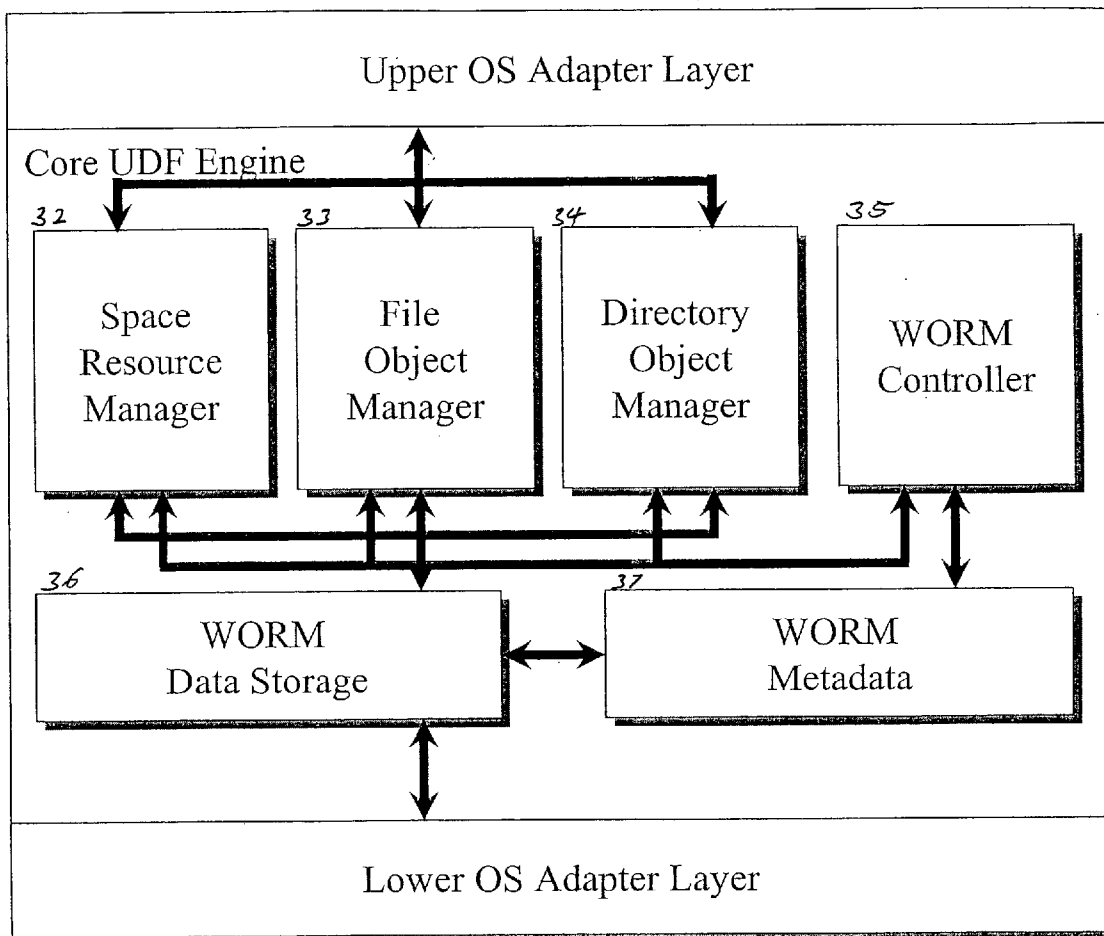 Upper OS Adapter Layer
Core UDF Engine
32
33
34
35
Space
Resource
Manager
File
Object
Manager
Directory
Object
Manager
WORM
Controller
36
37
WORM
Data Storage
WORM
Metadada
Lower OS Adapter Layer